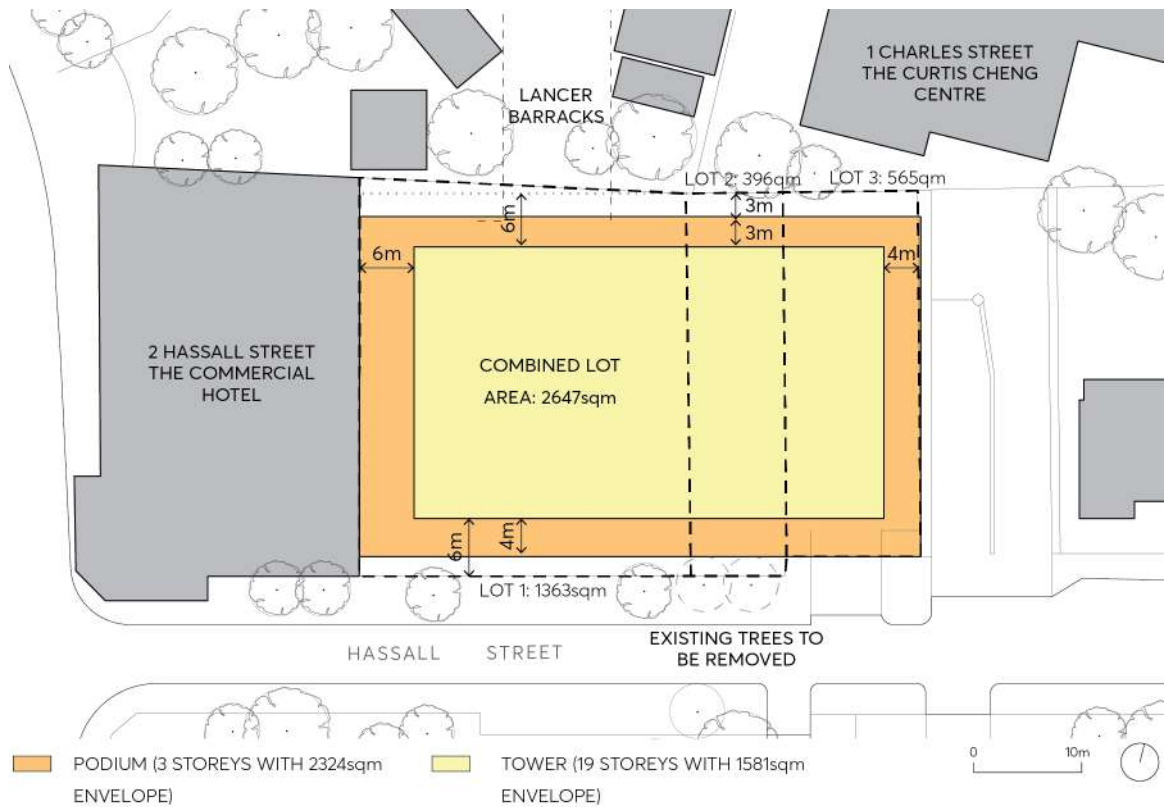 1 CHARLES STREET
THE CURTIS CHENG
CENTRE
LANCER
BARRACKS
LOT 2: 396qm
LOT 3: 565qm
3m
6m
3m
6m
4m
2 HASSALL STREET
THE COMMERCIAL
HOTEL
COMBINED LOT
AREA: 2647sqm
6m
4m
LOT 1: 1363sqm
HASSALL STREET
EXISTING TREES TO
BE REMOVED
0 10m
PODIUM (3 STOREYS WITH 2324sqm
ENVELOPE)
TOWER (19 STOREYS WITH 1581sqm
ENVELOPE)